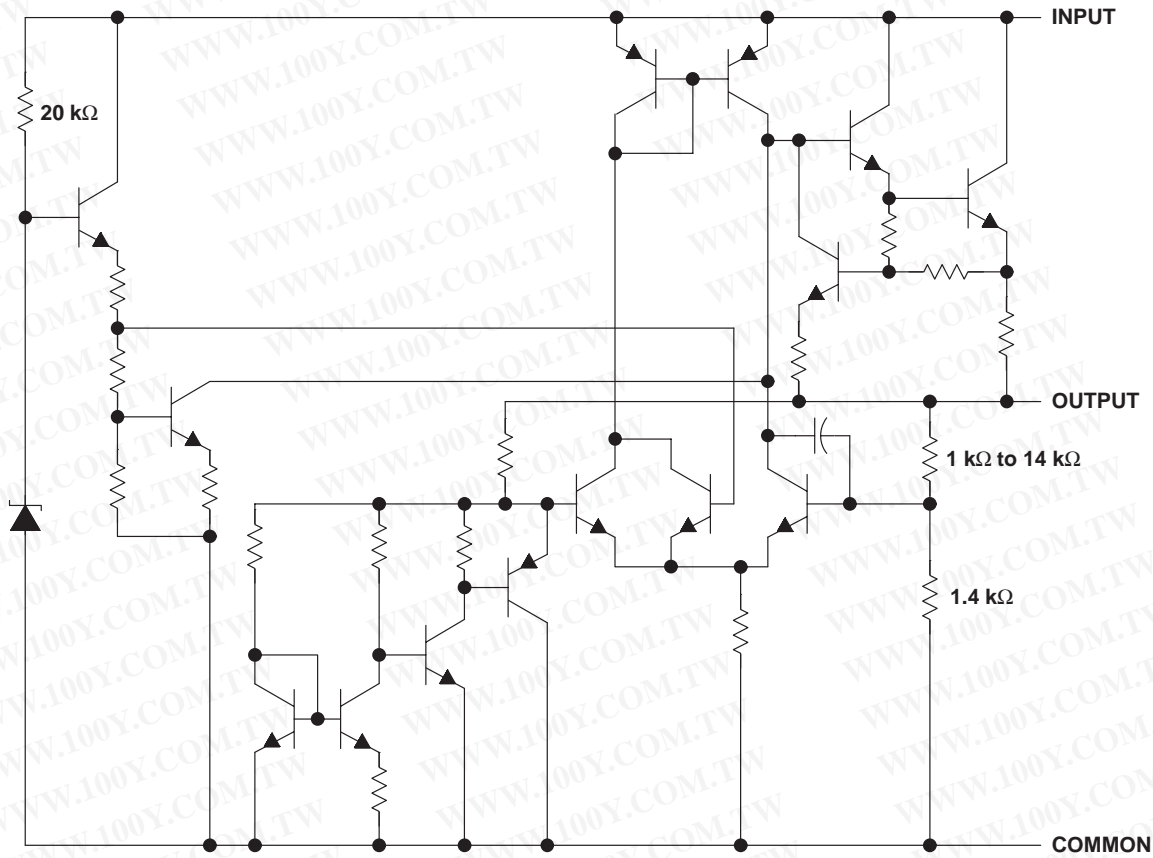 INPUT
20 kΩ
OUTPUT
1 kΩ to 14 kΩ
1.4 kΩ
COMMON
WWW.100Y.COM.TW